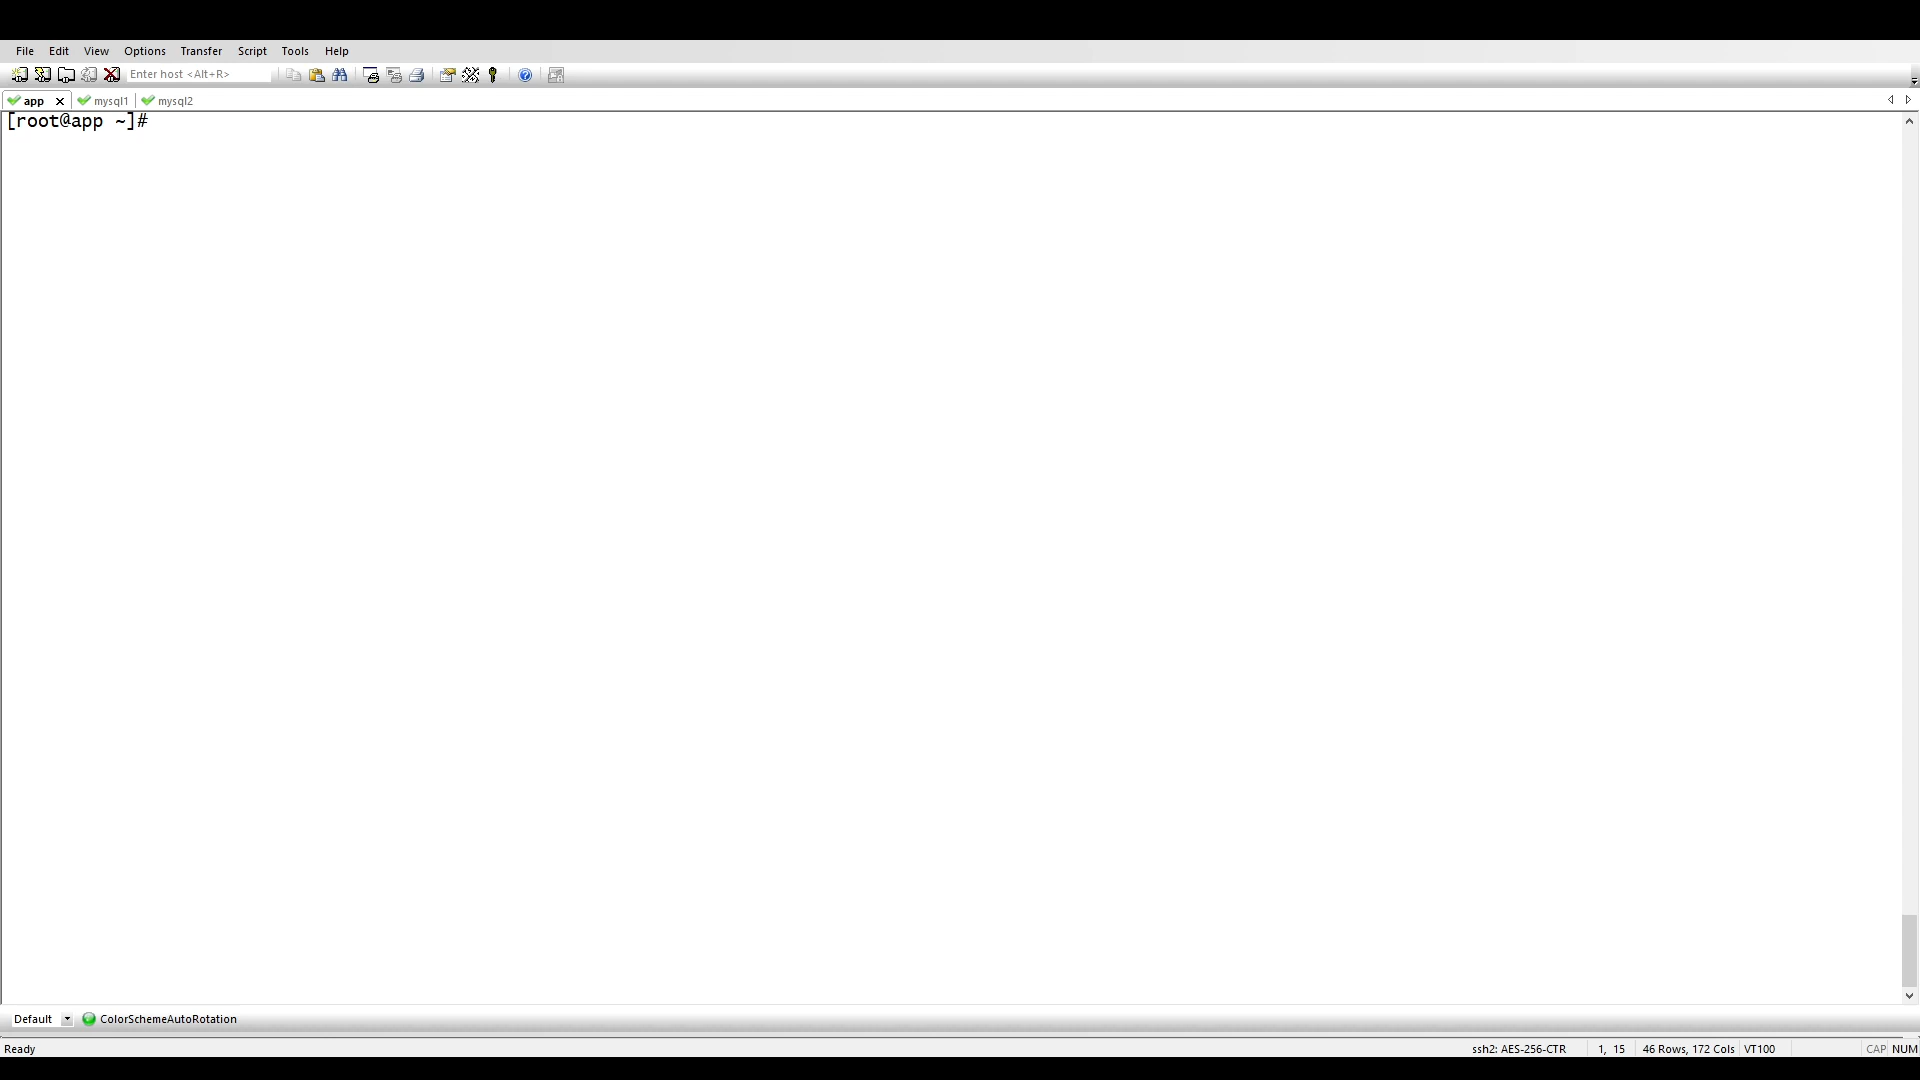 File Edit View Options Transfer Script Tools Help
Enter host <Alt+R>
app mysql1 mysql2
[root@app ~]#
Default ColorSchemeAutoRotation
Ready ssh2: AES-256-CTR 1, 15 46 Rows, 172 Cols VT100 CAP NUM